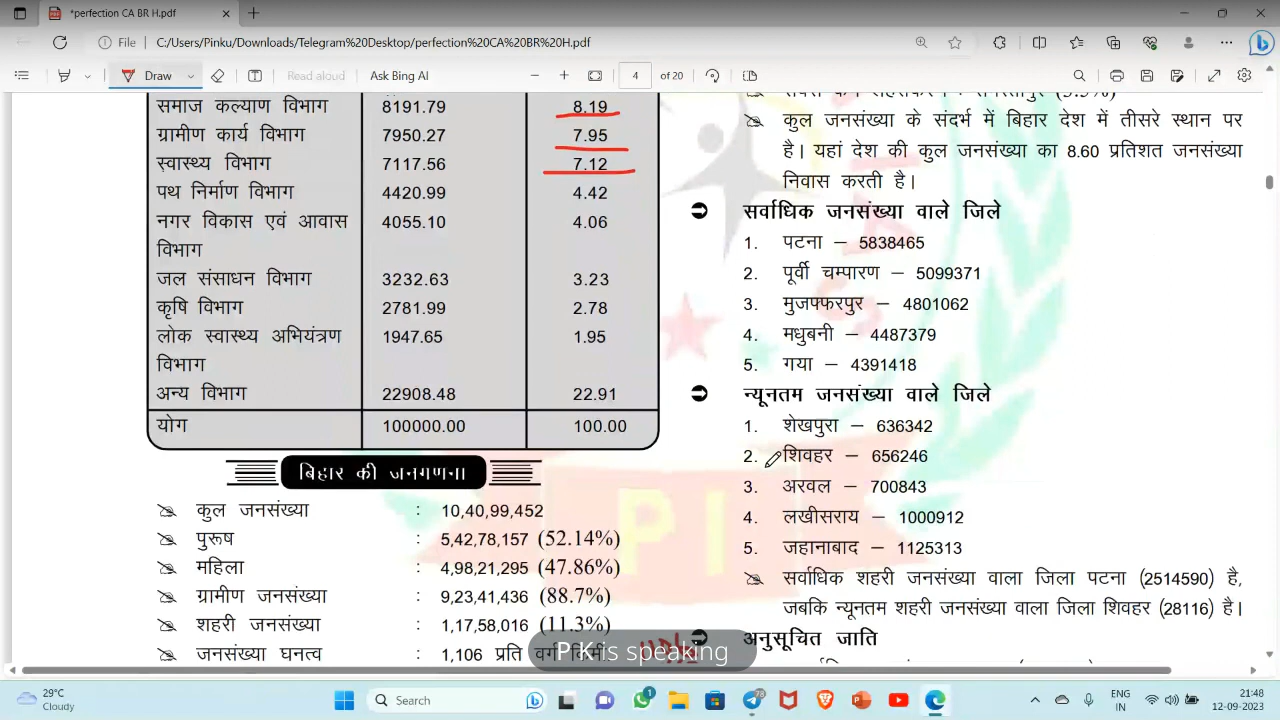 *perfection CA BR H.pdf
File C:/Users/Pinku/Downloads/Telegram%20Desktop/perfection%20CA%20BR%20H.pdf
Draw Read aloud Ask Bing AI 4 of 20
समाज कल्याण विभाग 8191.79 8.19
ग्रामीण कार्य विभाग 7950.27 7.95
स्वास्थ्य विभाग 7117.56 7.12
पथ निर्माण विभाग 4420.99 4.42
नगर विकास एवं आवास 4055.10 4.06
विभाग
जल संसाधन विभाग 3232.63 3.23
कृषि विभाग 2781.99 2.78
लोक स्वास्थ्य अभियंत्रण 1947.65 1.95
विभाग
अन्य विभाग 22908.48 22.91
योग 100000.00 100.00
बिहार की जनगणना
कुल जनसंख्या : 10,40,99,452
पुरूष : 5,42,78,157 (52.14%)
महिला : 4,98,21,295 (47.86%)
ग्रामीण जनसंख्या : 9,23,41,436 (88.7%)
शहरी जनसंख्या : 1,17,58,016 (11.3%)
जनसंख्या घनत्व : 1,106 प्रति वर्ग किमी
कुल जनसंख्या के संदर्भ में बिहार देश में तीसरे स्थान पर
है। यहां देश की कुल जनसंख्या का 8.60 प्रतिशत जनसंख्या
निवास करती है।
सर्वाधिक जनसंख्या वाले जिले
1. पटना – 5838465
2. पूर्वी चम्पारण – 5099371
3. मुजफ्फरपुर – 4801062
4. मधुबनी – 4487379
5. गया – 4391418
न्यूनतम जनसंख्या वाले जिले
1. शेखपुरा – 636342
2. शिवहर – 656246
3. अरवल – 700843
4. लखीसराय – 1000912
5. जहानाबाद – 1125313
सर्वाधिक शहरी जनसंख्या वाला जिला पटना (2514590) है,
जबकि न्यूनतम शहरी जनसंख्या वाला जिला शिवहर (28116) है।
अनुसूचित जाति
P K is speaking
29°C
Cloudy
Search
1
78
ENG
IN
21:48
12-09-2023